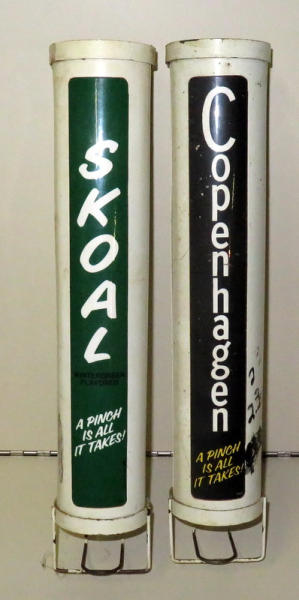 SKOAL
WINTERGREEN
FLAVORED
A PINCH
IS ALL
IT TAKES!
Copenhagen
A PINCH
IS ALL
IT TAKES!